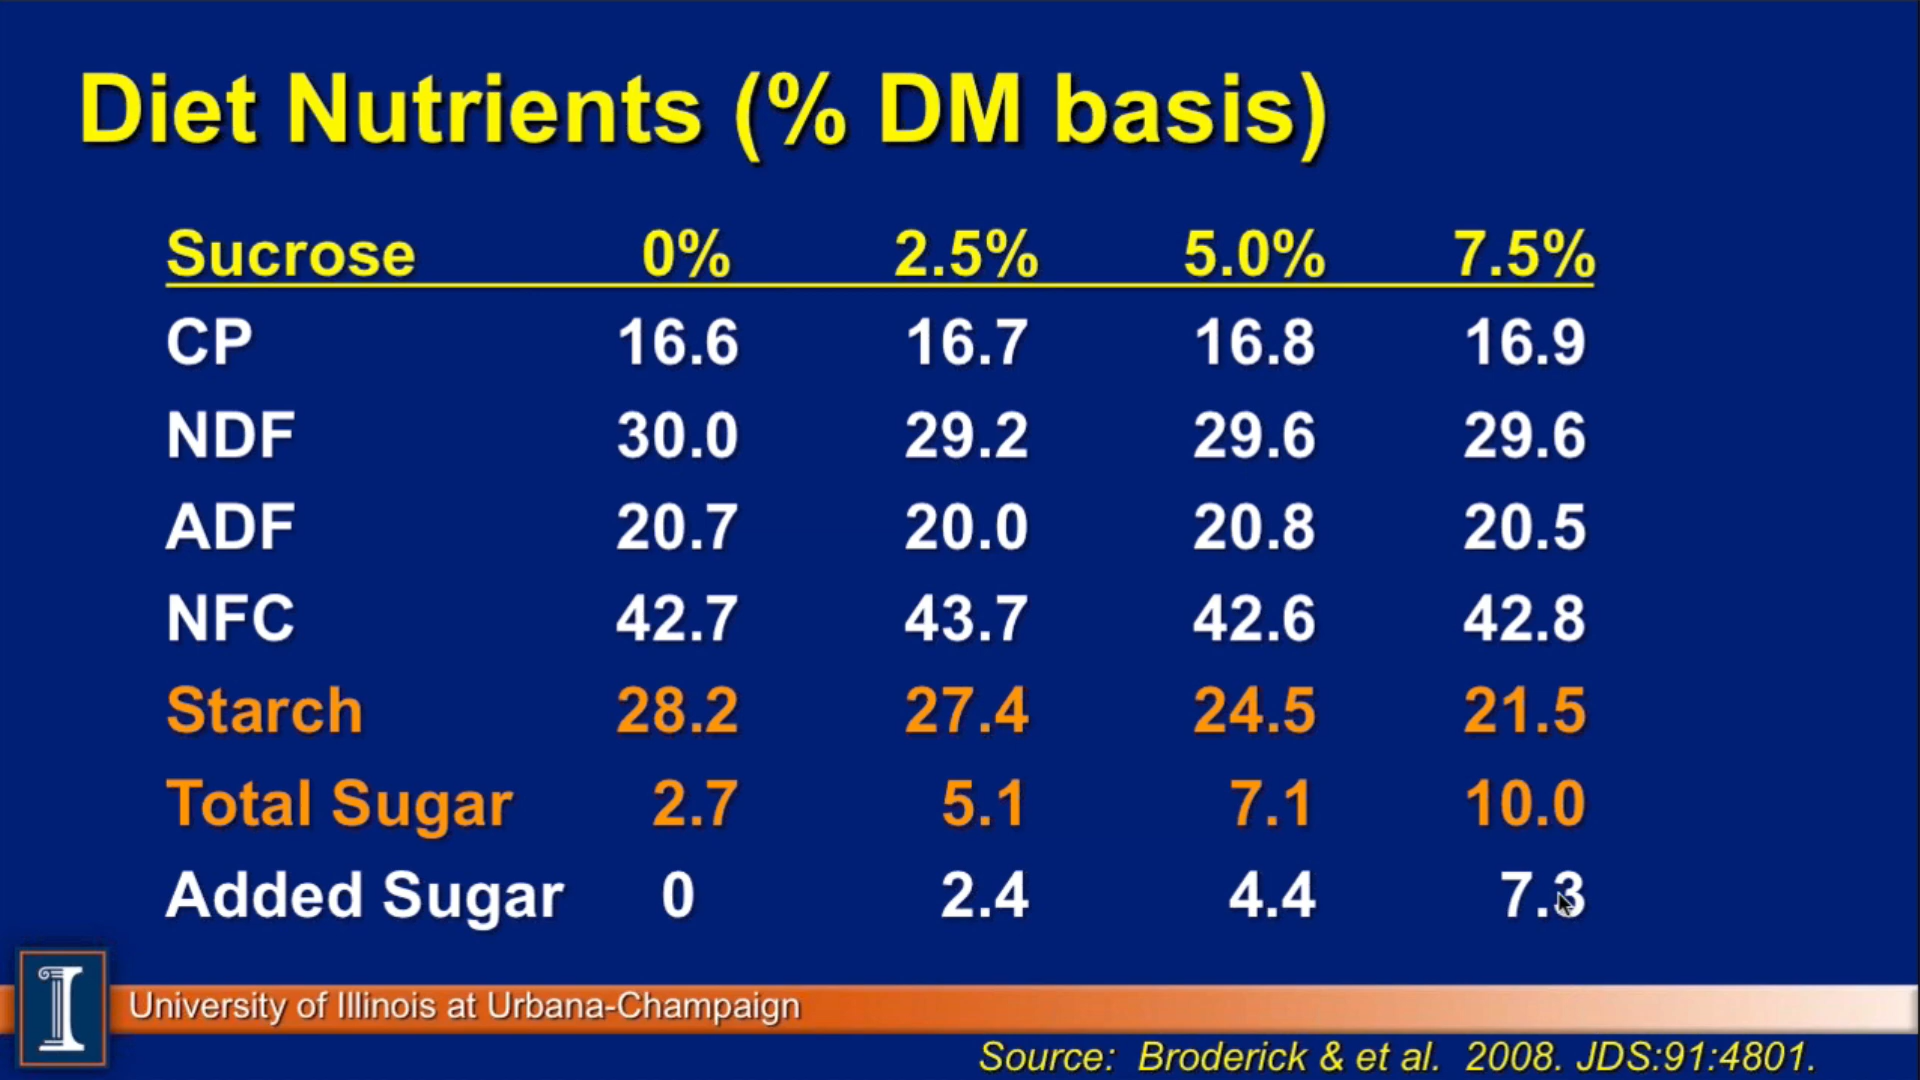 Diet Nutrients (% DM basis)
Sucrose 0% 2.5% 5.0% 7.5%
CP 16.6 16.7 16.8 16.9
NDF 30.0 29.2 29.6 29.6
ADF 20.7 20.0 20.8 20.5
NFC 42.7 43.7 42.6 42.8
Starch 28.2 27.4 24.5 21.5
Total Sugar 2.7 5.1 7.1 10.0
Added Sugar 0 2.4 4.4 7.3
University of Illinois at Urbana-Champaign
Source: Broderick & et al. 2008. JDS:91:4801.